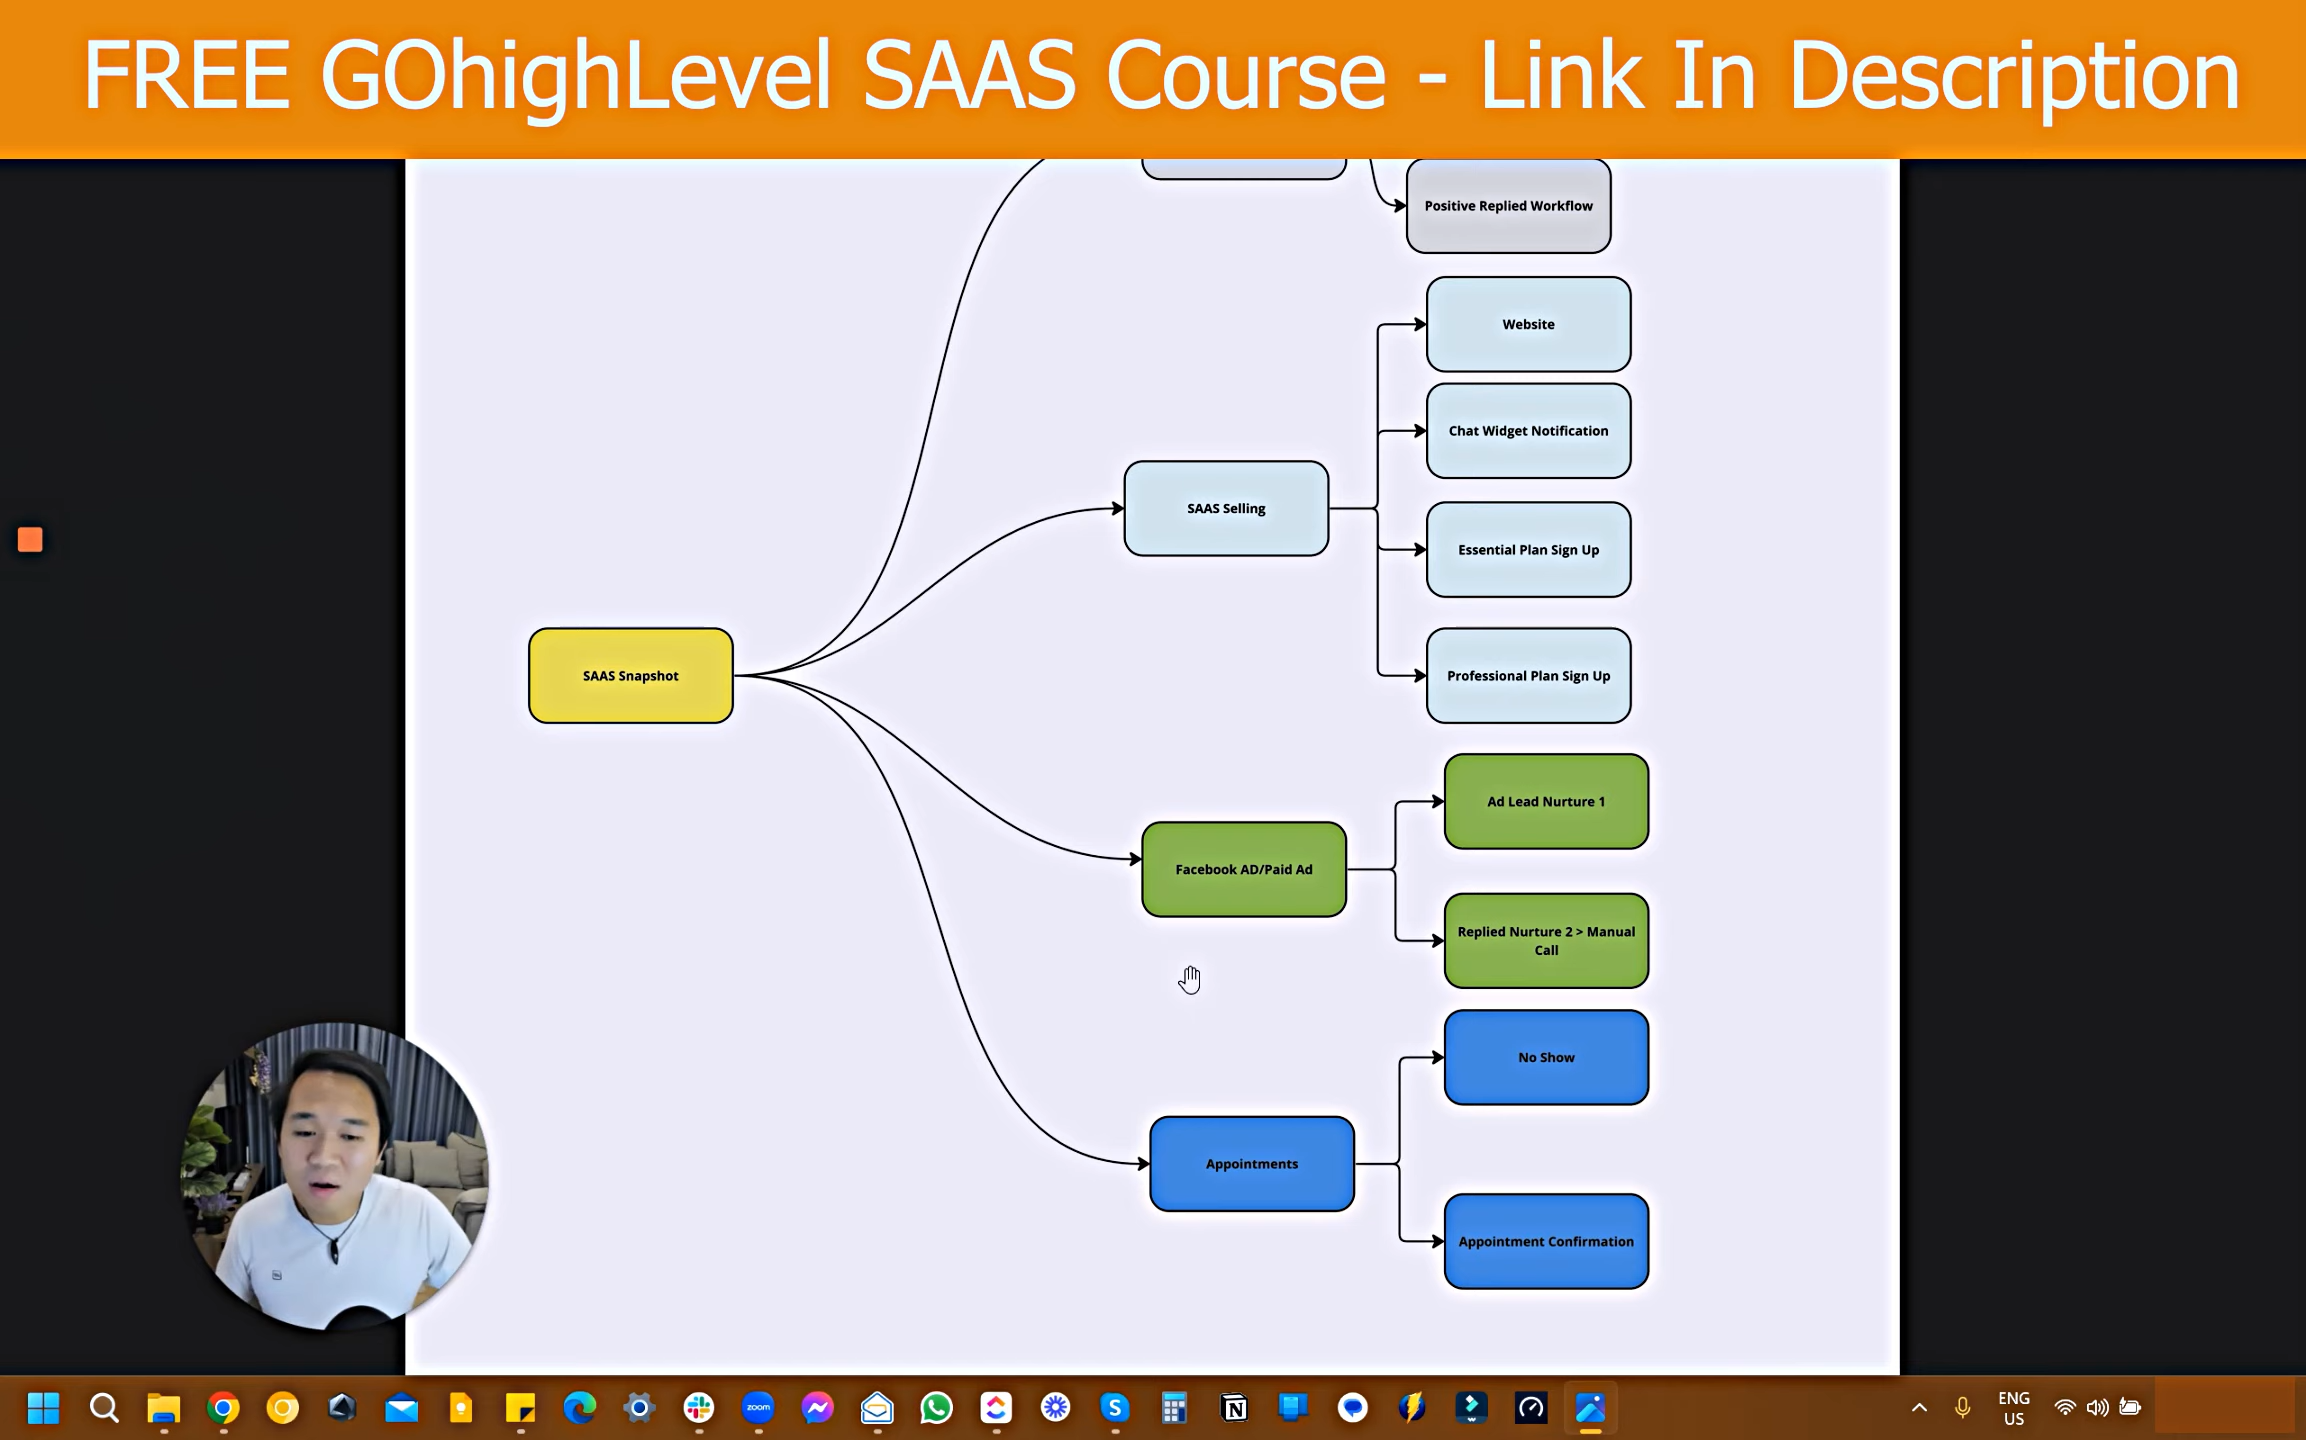 FREE GOhighLevel SAAS Course - Link In Description
Positive Replied Workflow
Website
Chat Widget Notification
SAAS Selling
Essential Plan Sign Up
SAAS Snapshot
Professional Plan Sign Up
Ad Lead Nurture 1
Facebook AD/Paid Ad
Replied Nurture 2 > Manual
Call
No Show
Appointments
Appointment Confirmation
zoom
ENG
US